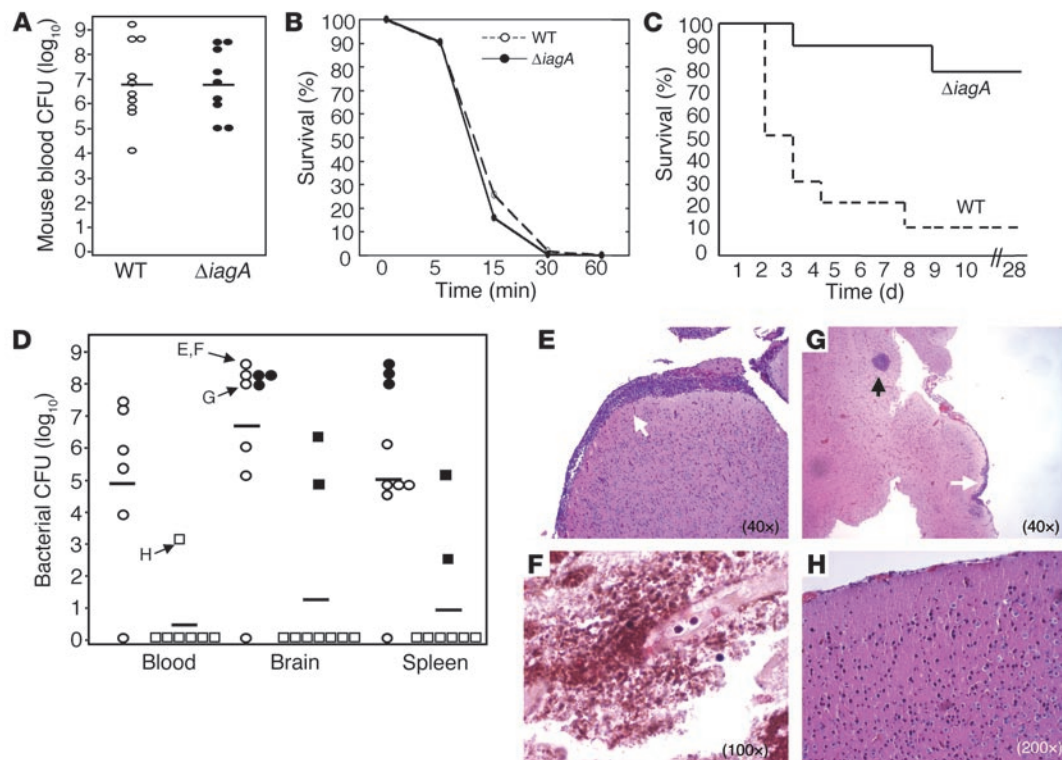 A
Mouse blood CFU (log10)
9
8
7
6
5
4
3
2
1
0
WT
ΔiagA
B
Survival (%)
100
90
80
70
60
50
40
30
20
10
0
WT
ΔiagA
0 5 15 30 60
Time (min)
C
Survival (%)
100
90
80
70
60
50
40
30
20
10
0
ΔiagA
WT
1 2 3 4 5 6 7 8 9 10 // 28
Time (d)
D
Bacterial CFU (log10)
9
8
7
6
5
4
3
2
1
0
E,F
G
H
Blood Brain Spleen
E
(40×)
G
(40×)
F
(100×)
H
(200×)